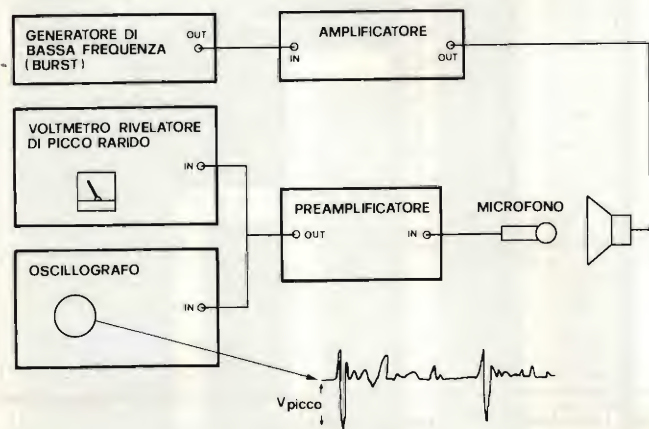 GENERATORE DI
BASSA FREQUENZA
(BURST)
OUT
IN
AMPLIFICATORE
OUT
VOLTMETRO RIVELATORE
DI PICCO RARIDO
IN
PREAMPLIFICATORE
OUT
IN
MICROFONO
OSCILLOGRAFO
IN
Vpicco